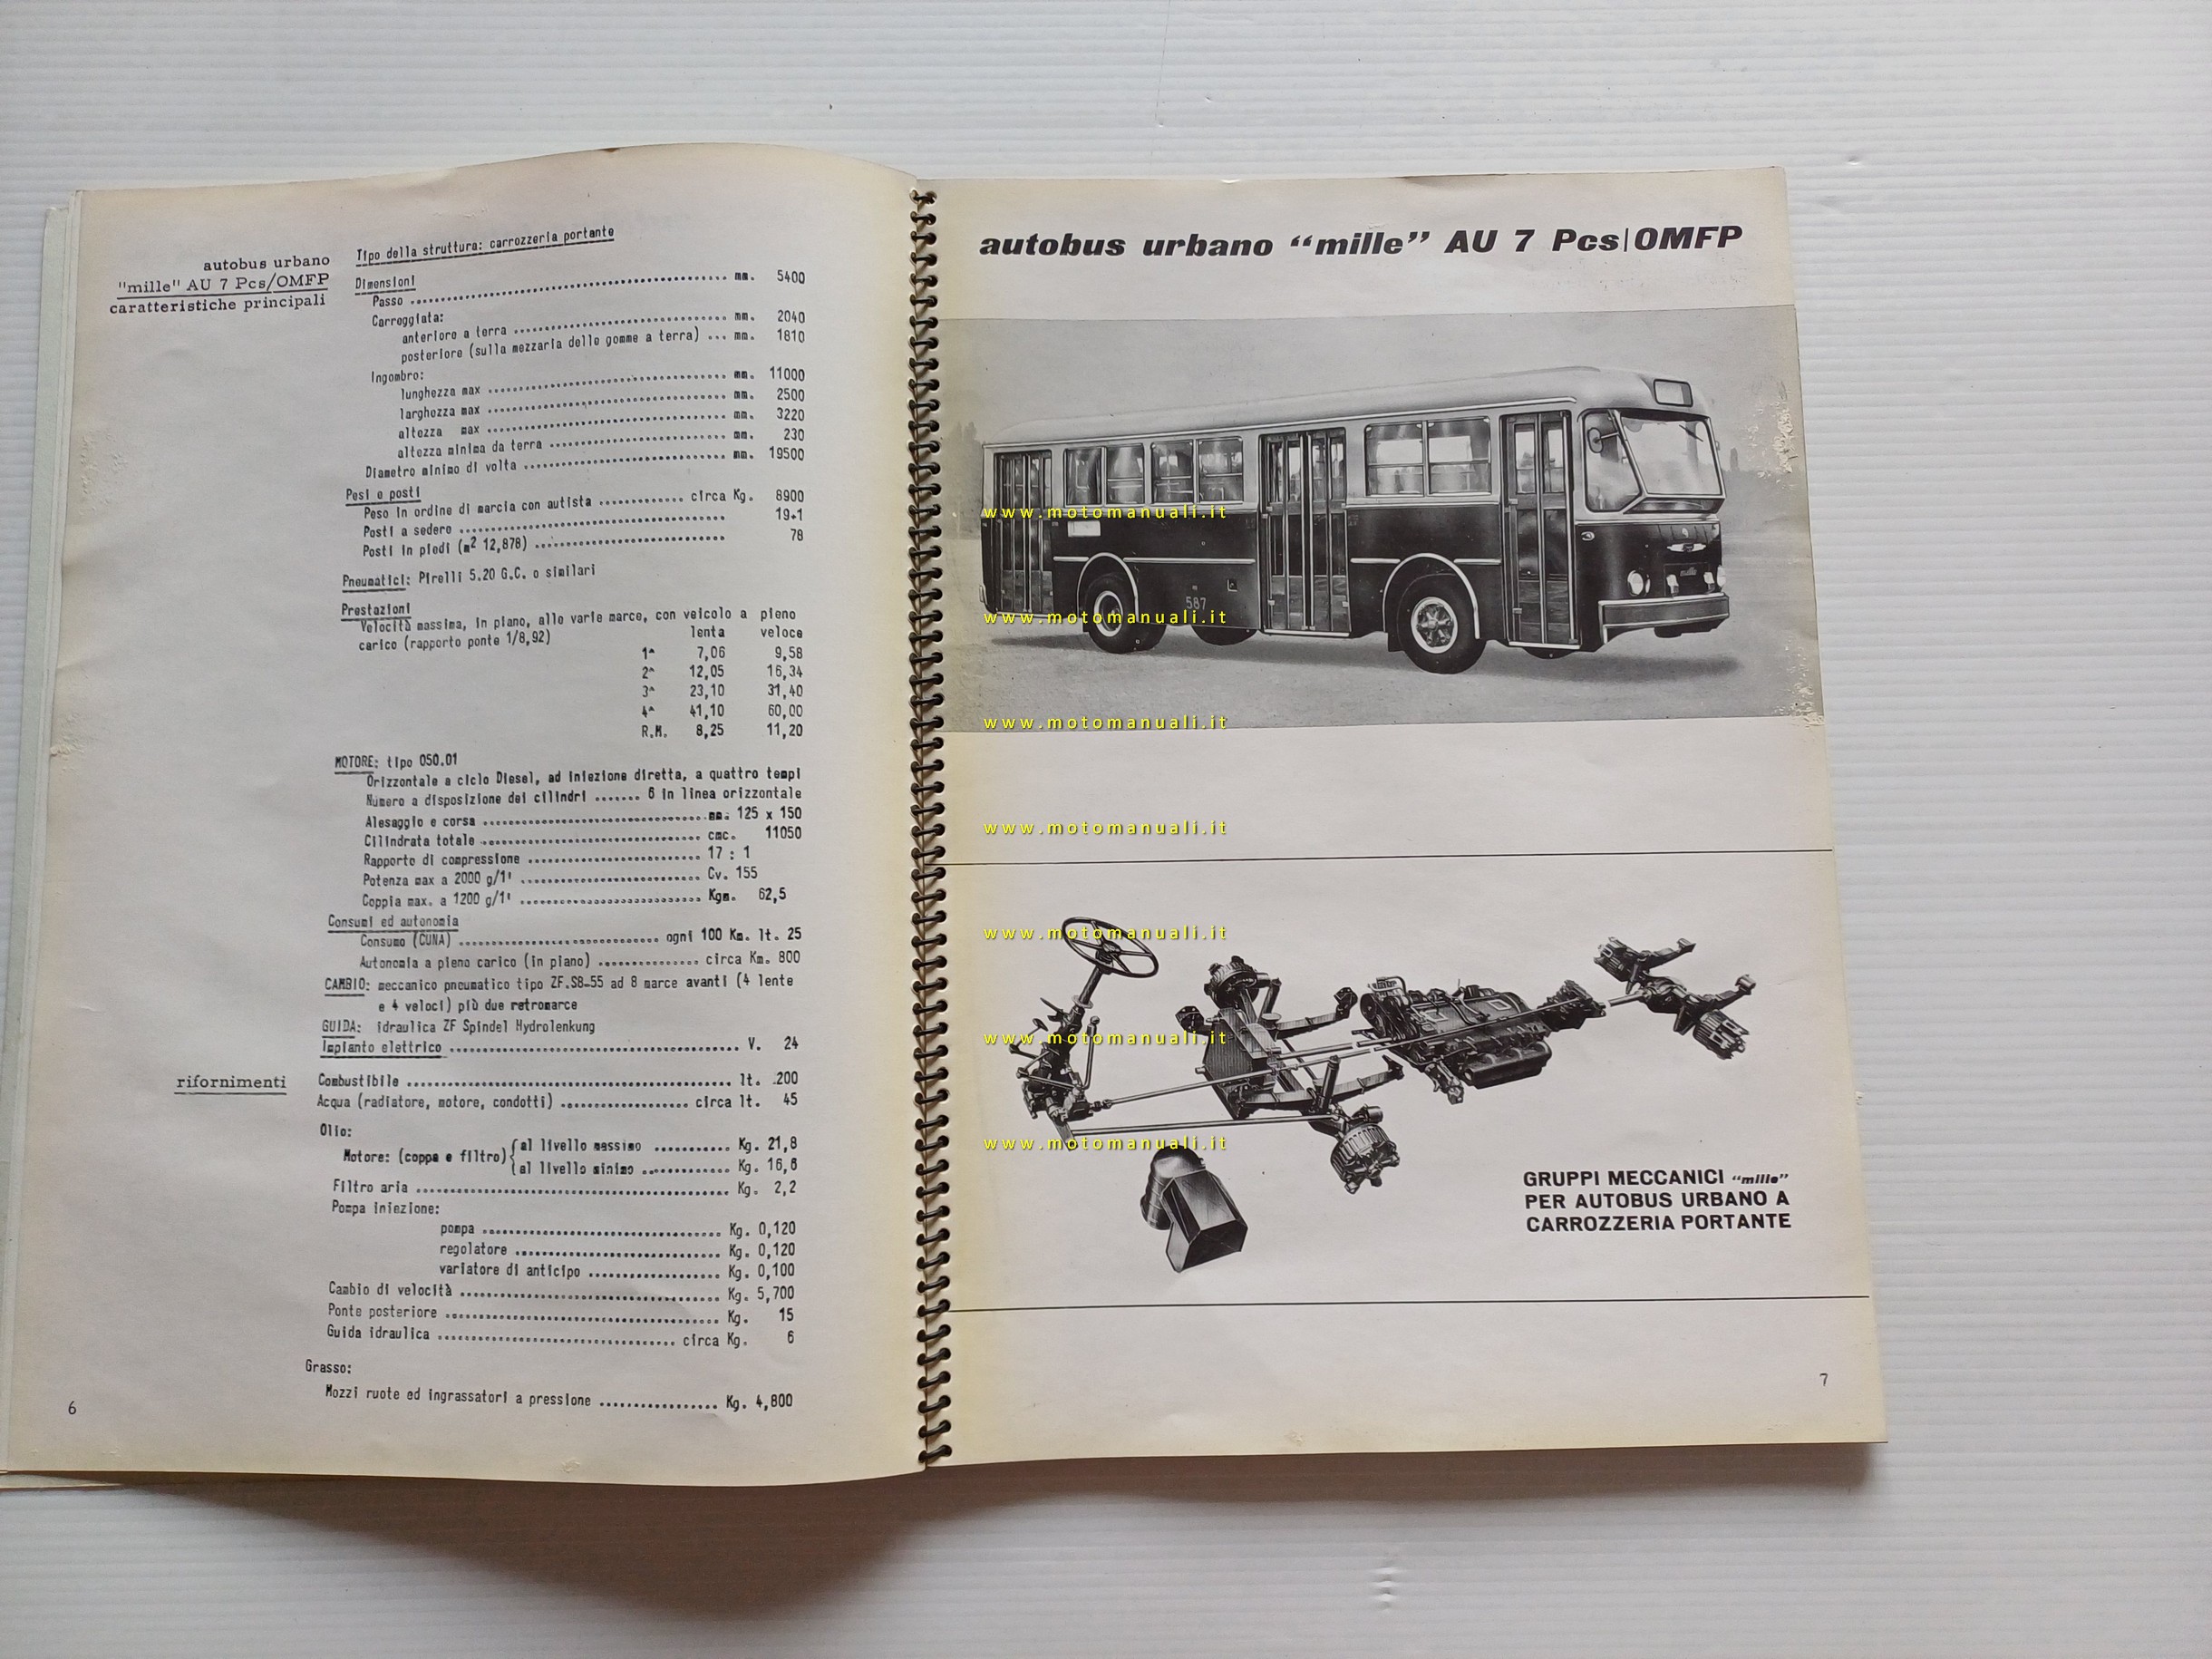 autobus urbano
"mille" AU 7 Pcs/OMFP
caratteristiche principali
Tipo della struttura: carrozzeria portante
Dimensioni
Passo ........ mm. 5400
Carreggiata:
anteriore a terra ........ mm. 2040
posteriore (sulla mezzaria delle gomme a terra) ... mm. 1810
Ingombro:
lunghezza max ........ mm. 11000
larghezza max ........ mm. 2500
altezza max ........ mm. 3220
altezza minima da terra ........ mm. 230
Diametro minimo di volta ........ mm. 19500
Pesi e posti
Peso in ordine di marcia con autista ........ circa Kg. 8900
Posti a sedere ........ 19+1
Posti in piedi (m2 12,878) ........ 78
Pneumatici: Pirelli 5.20 G.C. o similari
Prestazioni
Velocità massima, in piano, alle varie marce, con veicolo a pieno
carico (rapporto ponte 1/8,92) lenta veloce
1^ 7,06 9,58
2^ 12,05 16,34
3^ 23,10 31,40
4^ 41,10 60,00
R.M. 8,25 11,20
MOTORE: tipo 050.01
Orizzontale a ciclo Diesel, ad iniezione diretta, a quattro tempi
Numero a disposizione dei cilindri ....... 6 in linea orizzontale
Alesaggio e corsa ........ mm. 125 x 150
Cilindrata totale ........ cmc. 11050
Rapporto di compressione ........ 17 : 1
Potenza max a 2000 g/1' ........ Cv. 155
Coppia max. a 1200 g/1' ........ Kgm. 62,5
Consumi ed autonomia
Consumo (CUNA) ........ ogni 100 Km. lt. 25
Autonomia a pieno carico (in piano) ........ circa Km. 800
CAMBIO: meccanico pneumatico tipo ZF.S8-55 ad 8 marce avanti (4 lente
e 4 veloci) più due retromarce
GUIDA: idraulica ZF Spindel Hydrolenkung
Impianto elettrico ........ V. 24
rifornimenti
Combustibile ........ lt. 200
Acqua (radiatore, motore, condotti) ........ circa lt. 45
Olio:
Motore: (coppa e filtro) { al livello massimo ........ Kg. 21,8
al livello minimo ........ Kg. 16,6
Filtro aria ........ Kg. 2,2
Pompa iniezione:
pompa ........ Kg. 0,120
regolatore ........ Kg. 0,120
variatore di anticipo ........ Kg. 0,100
Cambio di velocità ........ Kg. 5,700
Ponte posteriore ........ Kg. 15
Guida idraulica ........ circa Kg. 6
Grasso:
Mozzi ruote ed ingrassatori a pressione ........ Kg. 4,800
6
autobus urbano “mille” AU 7 Pcs|OMFP
www.motomanuali.it
587
www.motomanuali.it
www.motomanuali.it
www.motomanuali.it
www.motomanuali.it
www.motomanuali.it
www.motomanuali.it
GRUPPI MECCANICI “mille”
PER AUTOBUS URBANO A
CARROZZERIA PORTANTE
7